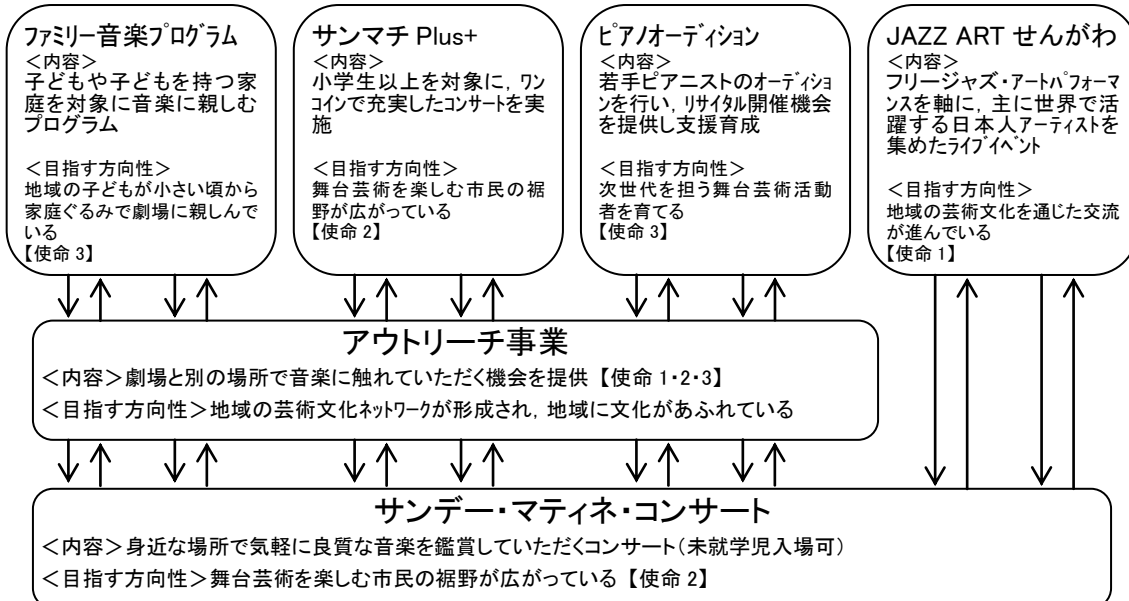 ファミリー音楽プログラム
＜内容＞
子どもや子どもを持つ家
庭を対象に音楽に親しむ
プログラム
＜目指す方向性＞
地域の子どもが小さい頃から
家庭ぐるみで劇場に親しんで
いる
【使命 3】
サンマチ Plus+
＜内容＞
小学生以上を対象に，ワン
コインで充実したコンサートを実
施
＜目指す方向性＞
舞台芸術を楽しむ市民の裾
野が広がっている
【使命 2】
ピアノオーディション
＜内容＞
若手ピアニストのオーディショ
ンを行い，リサイタル開催機会
を提供し支援育成
＜目指す方向性＞
次世代を担う舞台芸術活動
者を育てる
【使命 3】
JAZZ ART せんがわ
＜内容＞
フリージャズ・アートパフォーマ
ンスを軸に，主に世界で活
躍する日本人アーティストを
集めたライブイベント
＜目指す方向性＞
地域の芸術文化を通じた交流
が進んでいる
【使命 1】
アウトリーチ事業
＜内容＞劇場と別の場所で音楽に触れていただく機会を提供 【使命 1・2・3】
＜目指す方向性＞地域の芸術文化ネットワークが形成され，地域に文化があふれている
サンデー・マティネ・コンサート
＜内容＞身近な場所で気軽に良質な音楽を鑑賞していただくコンサート（未就学児入場可）
＜目指す方向性＞舞台芸術を楽しむ市民の裾野が広がっている 【使命 2】